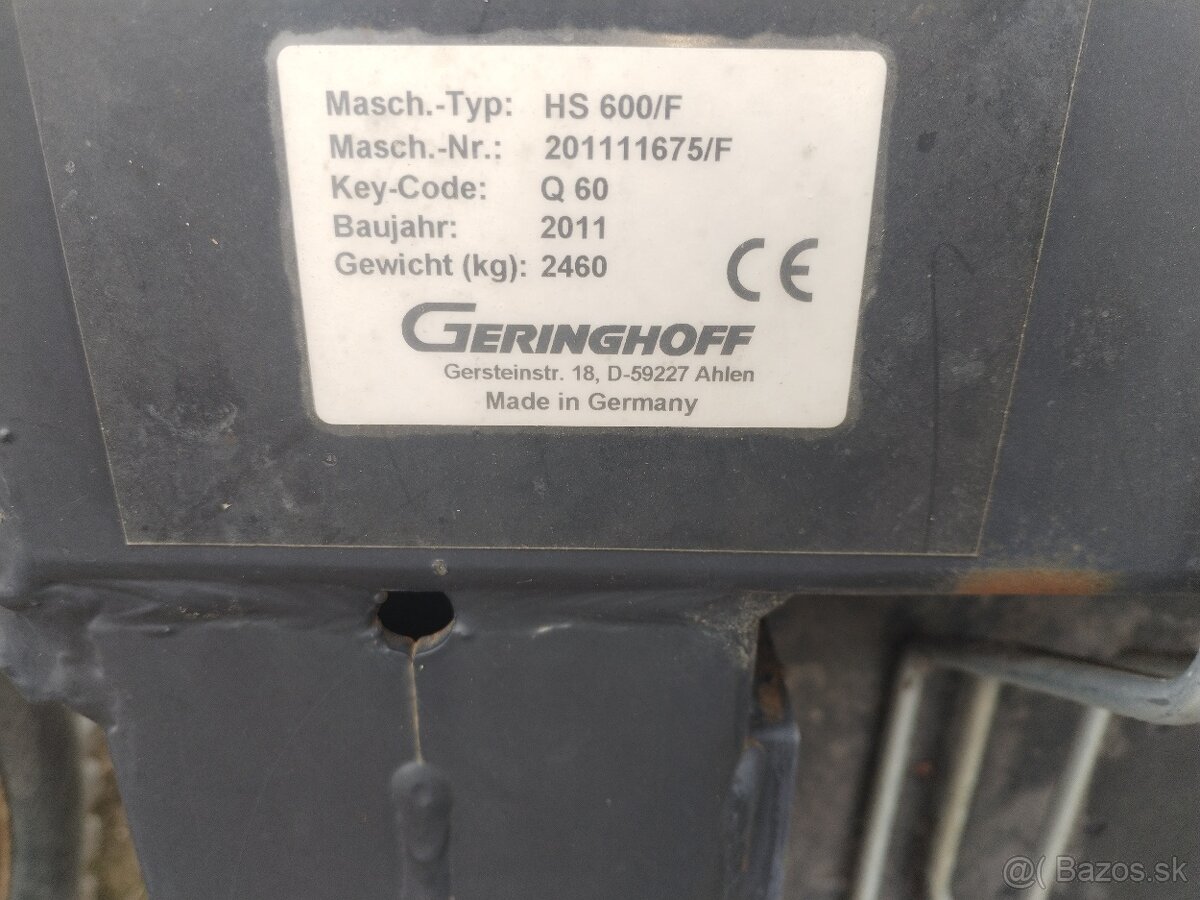 Masch.-Typ: HS 600/F
Masch.-Nr.: 201111675/F
Key-Code: Q 60
Baujahr: 2011
Gewicht (kg): 2460
CE
GERINGHOFF
Gersteinstr. 18, D-59227 Ahlen
Made in Germany
@( Bazos.sk